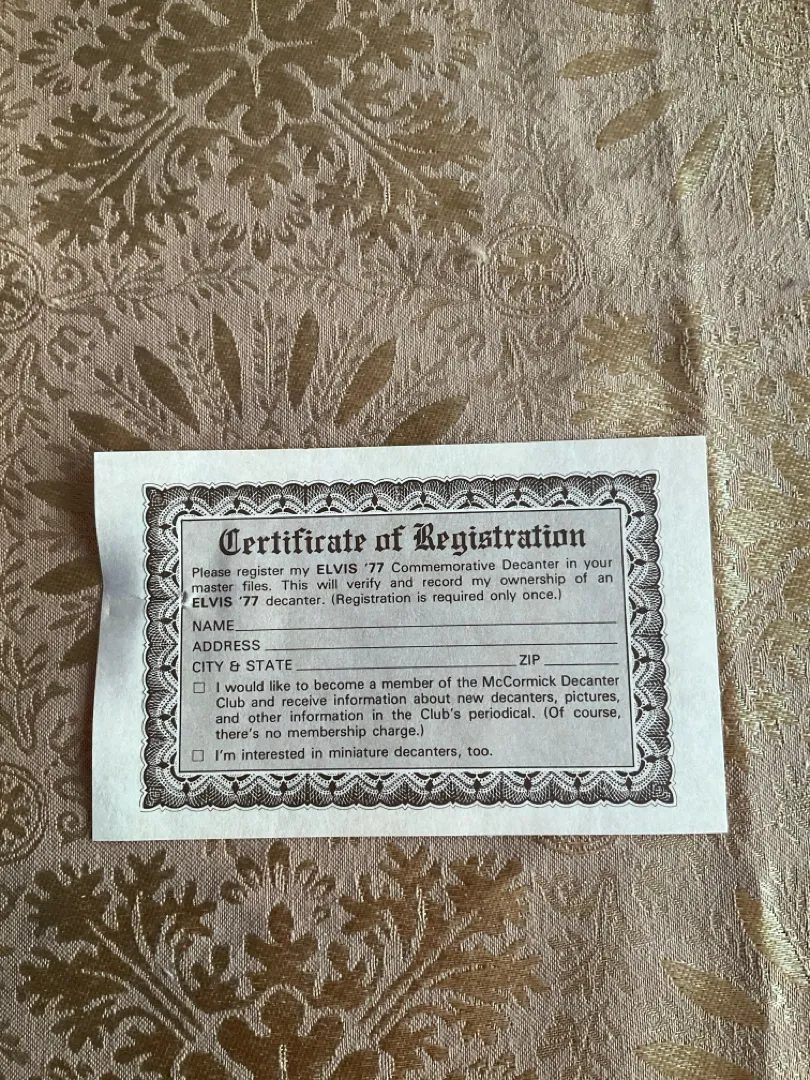 Certificate of Registration
Please register my ELVIS '77 Commemorative Decanter in your
master files. This will verify and record my ownership of an
ELVIS '77 decanter. (Registration is required only once.)
NAME
ADDRESS
CITY & STATE ZIP
☐ I would like to become a member of the McCormick Decanter
Club and receive information about new decanters, pictures,
and other information in the Club's periodical. (Of course,
there's no membership charge.)
☐ I'm interested in miniature decanters, too.